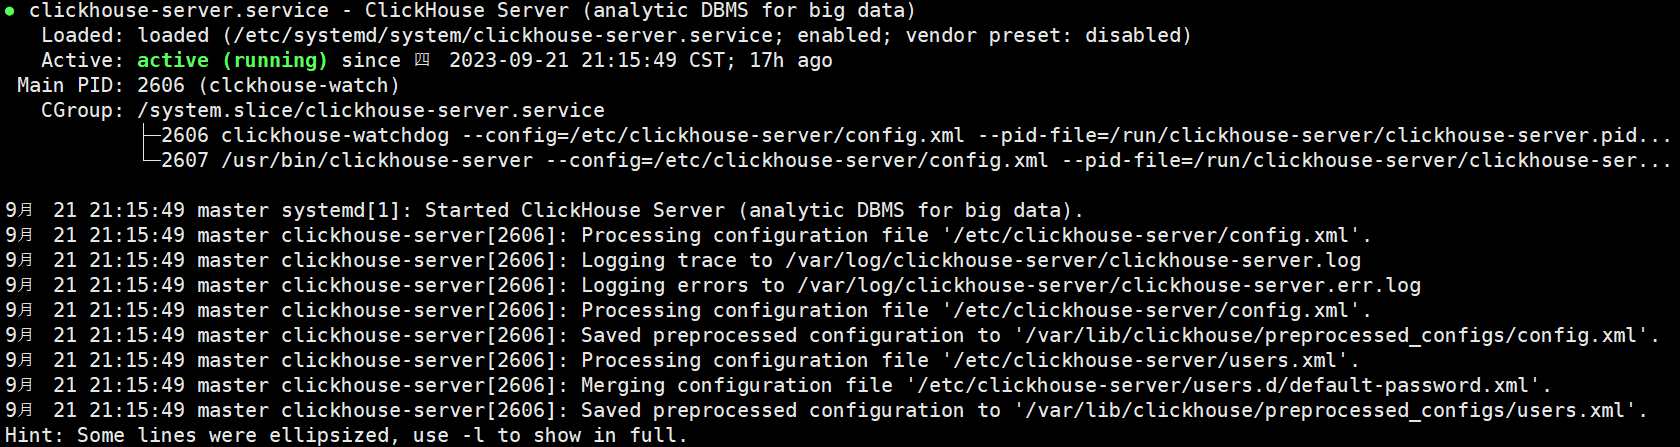 ● clickhouse-server.service - ClickHouse Server (analytic DBMS for big data)
   Loaded: loaded (/etc/systemd/system/clickhouse-server.service; enabled; vendor preset: disabled)
   Active: active (running) since 四 2023-09-21 21:15:49 CST; 17h ago
 Main PID: 2606 (clckhouse-watch)
   CGroup: /system.slice/clickhouse-server.service
           ├─2606 clickhouse-watchdog --config=/etc/clickhouse-server/config.xml --pid-file=/run/clickhouse-server/clickhouse-server.pid...
           └─2607 /usr/bin/clickhouse-server --config=/etc/clickhouse-server/config.xml --pid-file=/run/clickhouse-server/clickhouse-ser...

9月 21 21:15:49 master systemd[1]: Started ClickHouse Server (analytic DBMS for big data).
9月 21 21:15:49 master clickhouse-server[2606]: Processing configuration file '/etc/clickhouse-server/config.xml'.
9月 21 21:15:49 master clickhouse-server[2606]: Logging trace to /var/log/clickhouse-server/clickhouse-server.log
9月 21 21:15:49 master clickhouse-server[2606]: Logging errors to /var/log/clickhouse-server/clickhouse-server.err.log
9月 21 21:15:49 master clickhouse-server[2606]: Processing configuration file '/etc/clickhouse-server/config.xml'.
9月 21 21:15:49 master clickhouse-server[2606]: Saved preprocessed configuration to '/var/lib/clickhouse/preprocessed_configs/config.xml'.
9月 21 21:15:49 master clickhouse-server[2606]: Processing configuration file '/etc/clickhouse-server/users.xml'.
9月 21 21:15:49 master clickhouse-server[2606]: Merging configuration file '/etc/clickhouse-server/users.d/default-password.xml'.
9月 21 21:15:49 master clickhouse-server[2606]: Saved preprocessed configuration to '/var/lib/clickhouse/preprocessed_configs/users.xml'.
Hint: Some lines were ellipsized, use -l to show in full.